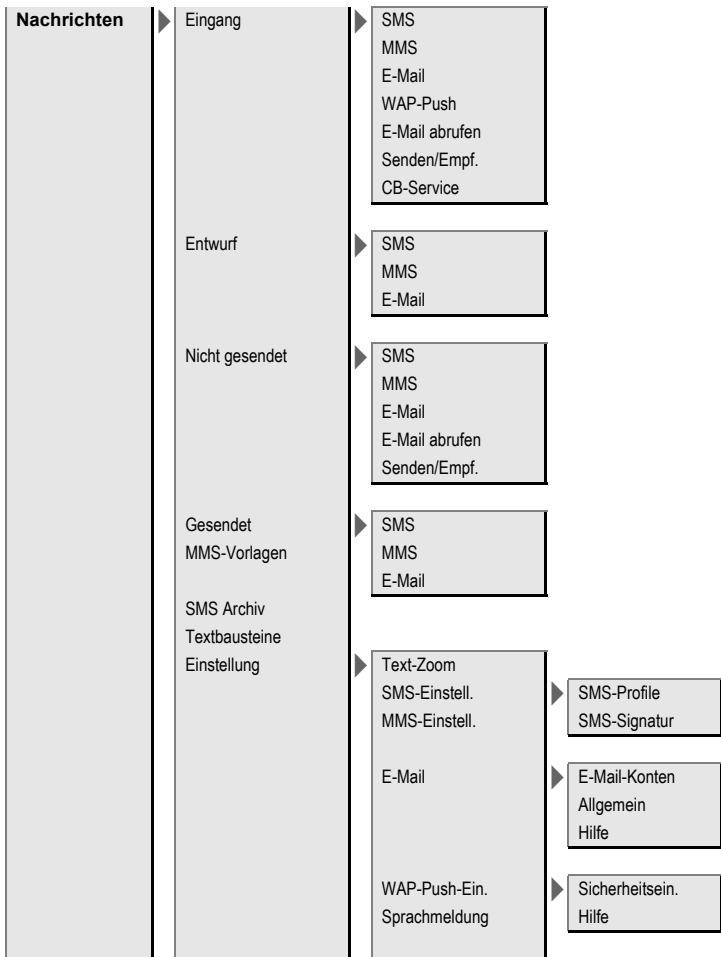 Nachrichten
Eingang
SMS
MMS
E-Mail
WAP-Push
E-Mail abrufen
Senden/Empf.
CB-Service
Entwurf
SMS
MMS
E-Mail
Nicht gesendet
SMS
MMS
E-Mail
E-Mail abrufen
Senden/Empf.
Gesendet
SMS
MMS-Vorlagen
MMS
E-Mail
SMS Archiv
Textbausteine
Einstellung
Text-Zoom
SMS-Einstell.
SMS-Profile
MMS-Einstell.
SMS-Signatur
E-Mail
E-Mail-Konten
Allgemein
Hilfe
WAP-Push-Ein.
Sicherheitsein.
Sprachmeldung
Hilfe